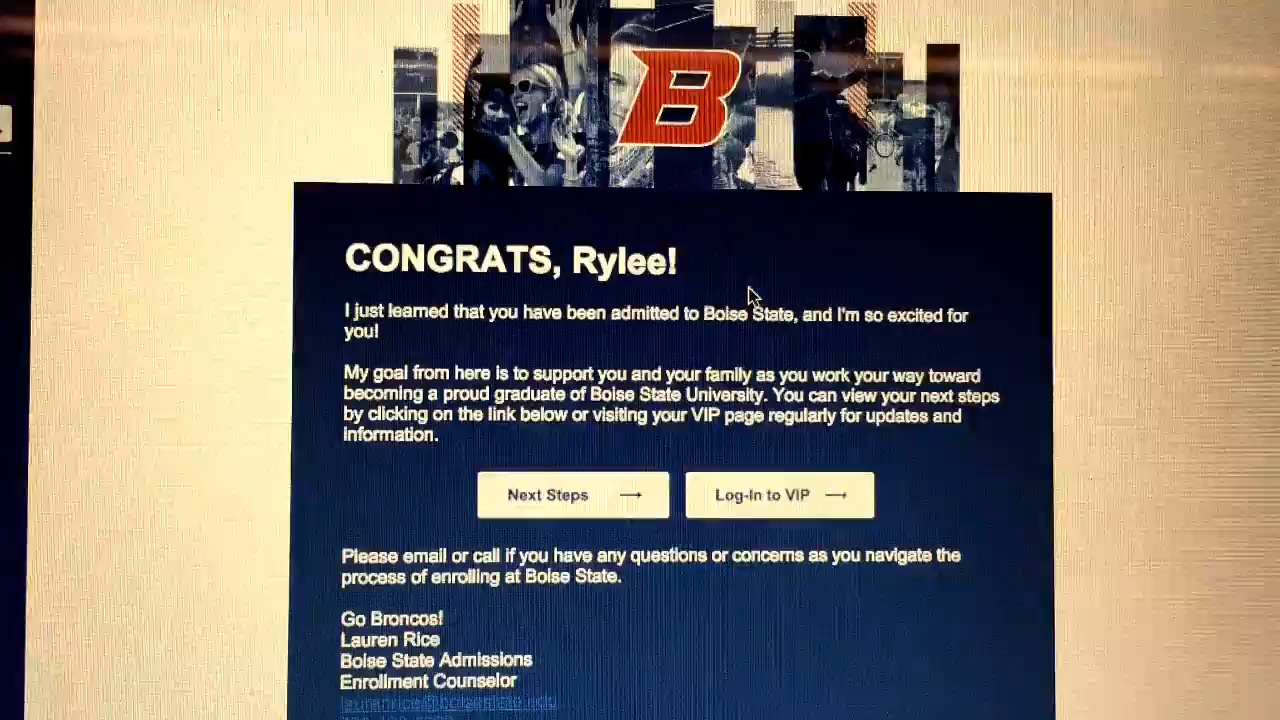 B
CONGRATS, Rylee!
I just learned that you have been admitted to Boise State, and I'm so excited for
you!
My goal from here is to support you and your family as you work your way toward
becoming a proud graduate of Boise State University. You can view your next steps
by clicking on the link below or visiting your VIP page regularly for updates and
information.
Next Steps → Log-in to VIP →
Please email or call if you have any questions or concerns as you navigate the
process of enrolling at Boise State.
Go Broncos!
Lauren Rice
Boise State Admissions
Enrollment Counselor